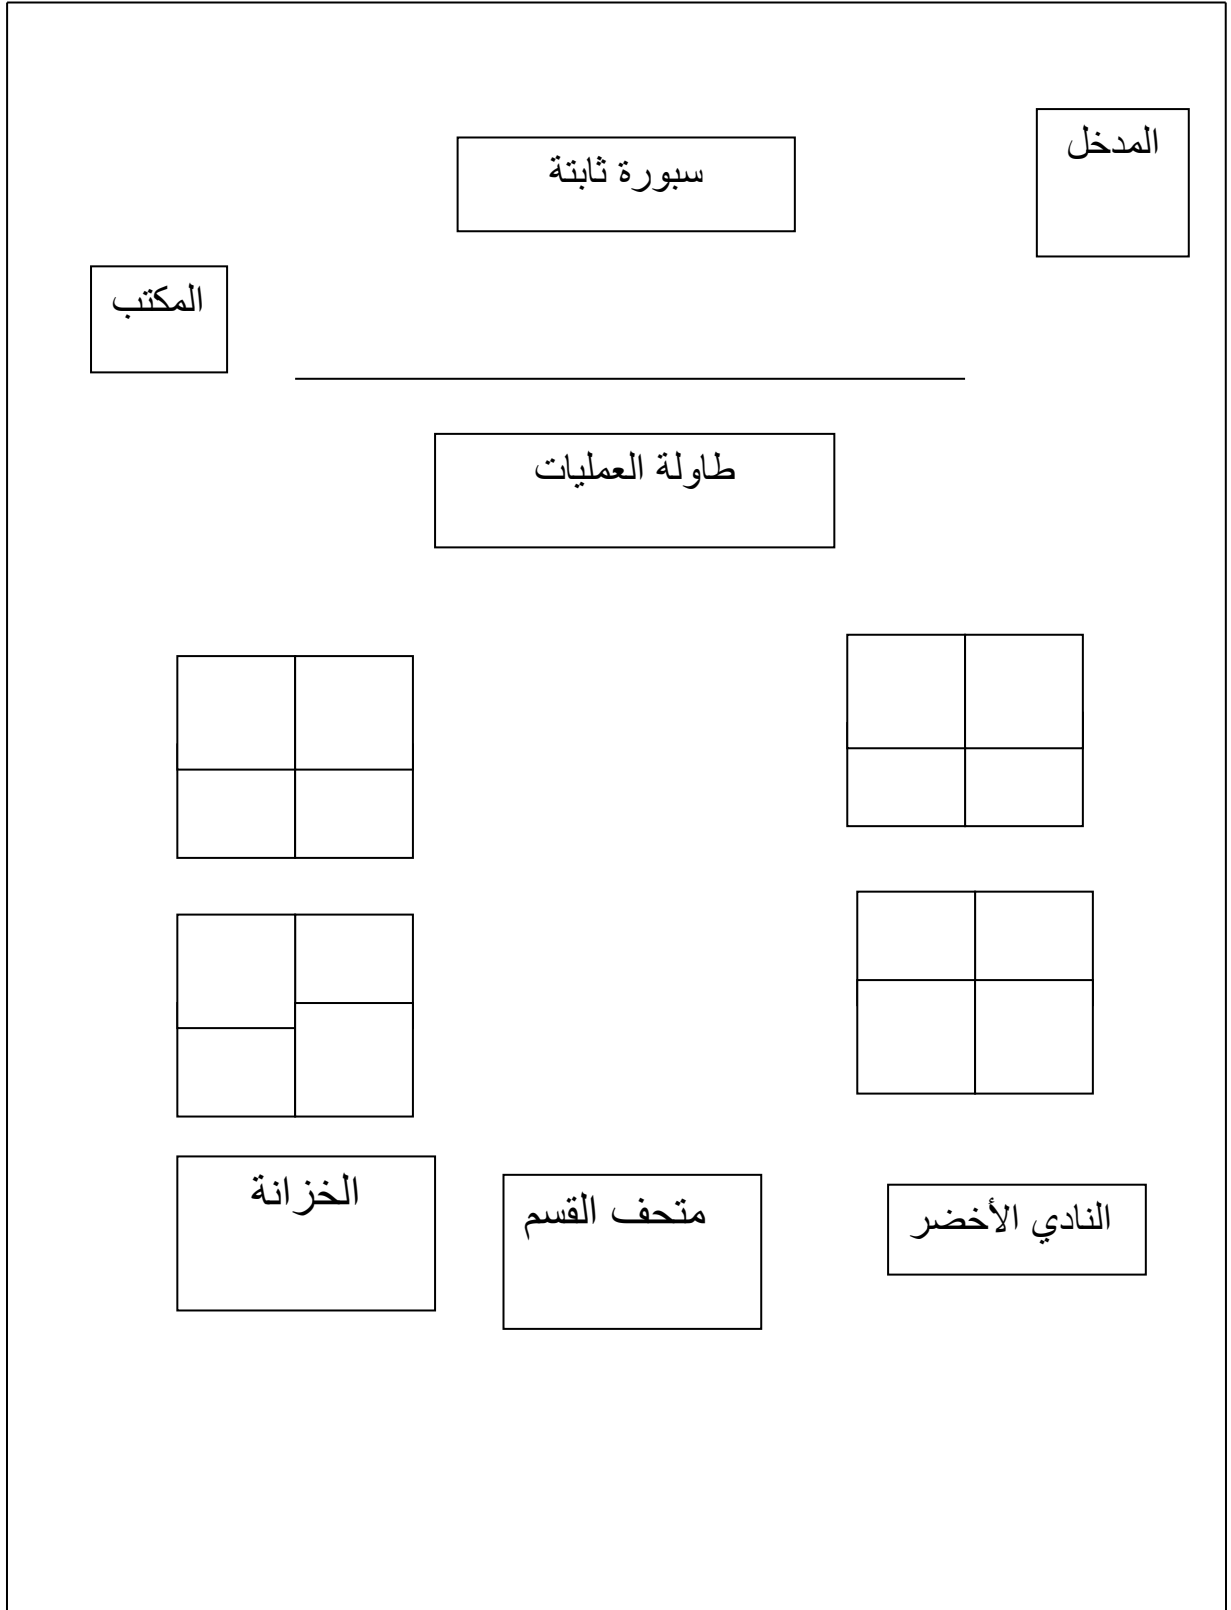 المدخل
سبورة ثابتة
المكتب
طاولة العمليات
الخزانة
متحف القسم
النادي الأخضر